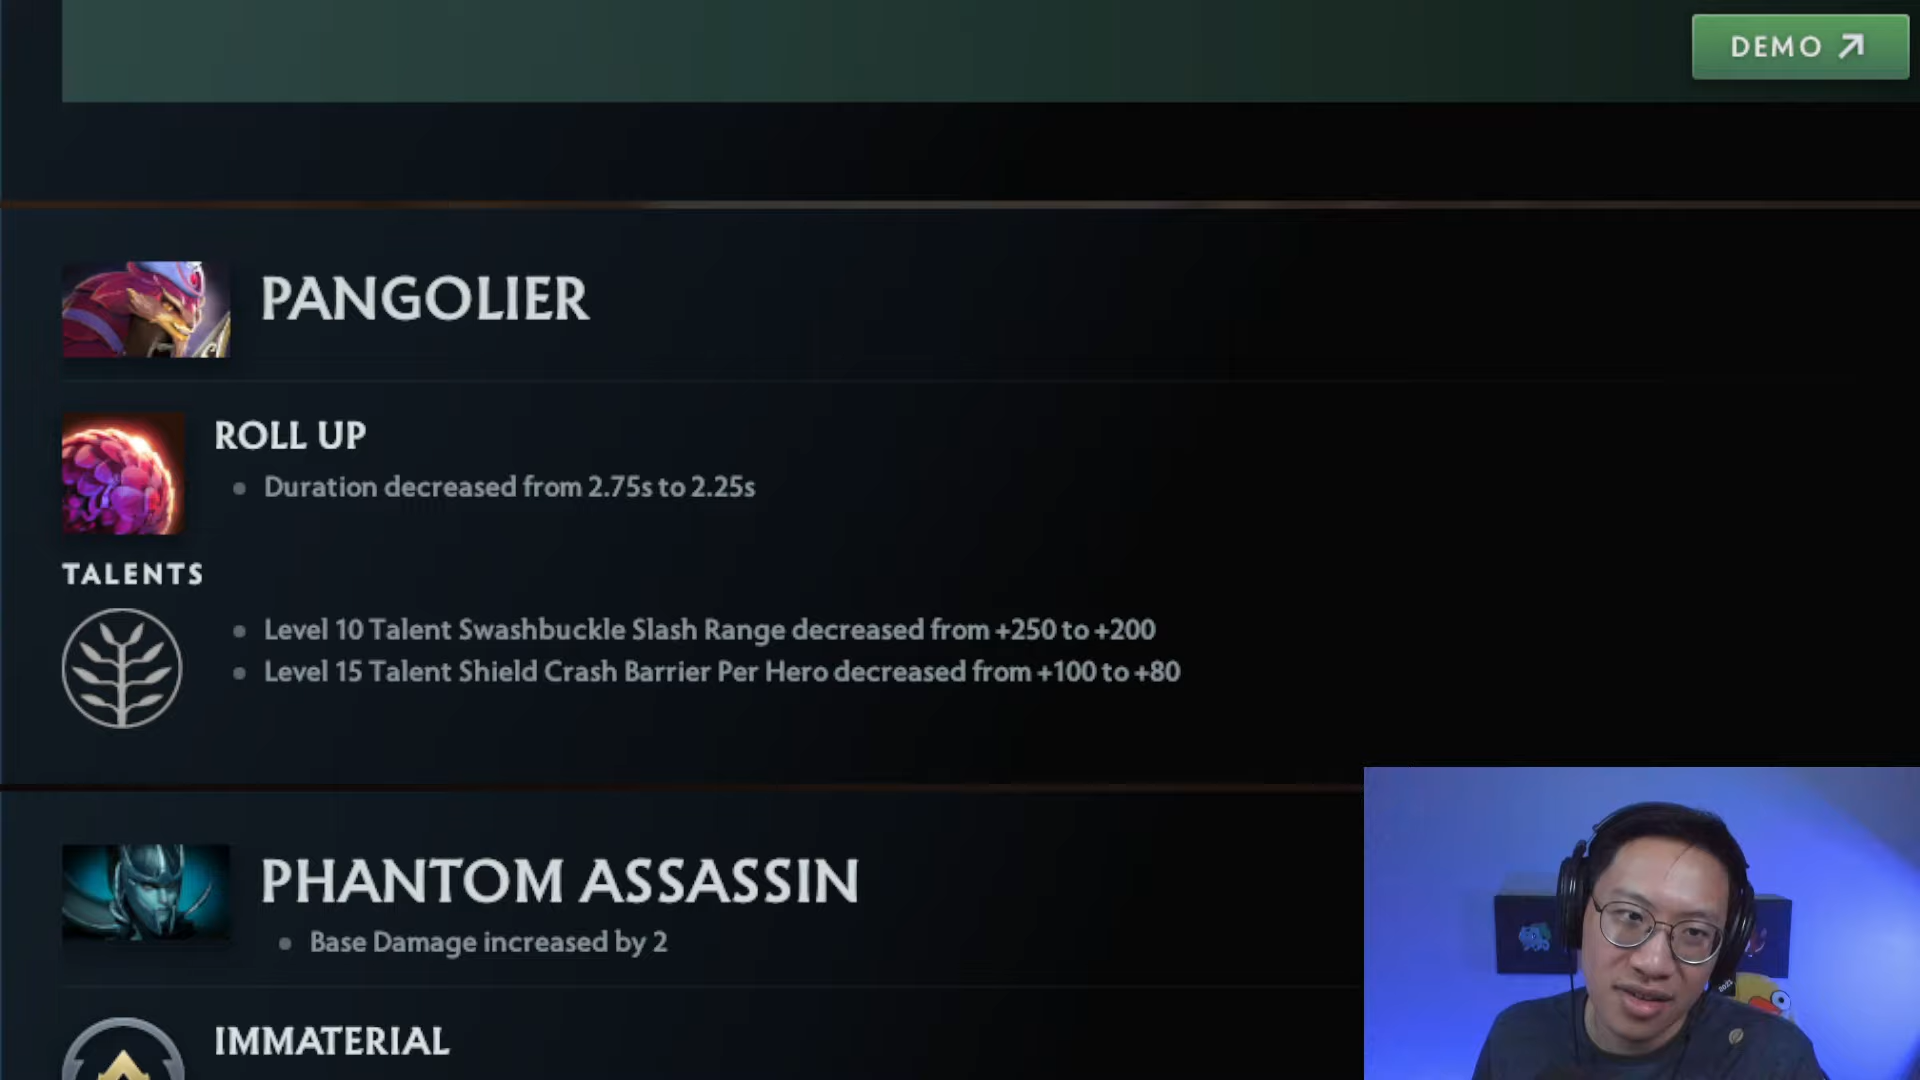 DEMO
PANGOLIER
ROLL UP
Duration decreased from 2.75s to 2.25s
TALENTS
Level 10 Talent Swashbuckle Slash Range decreased from +250 to +200
Level 15 Talent Shield Crash Barrier Per Hero decreased from +100 to +80
PHANTOM ASSASSIN
Base Damage increased by 2
IMMATERIAL
2021